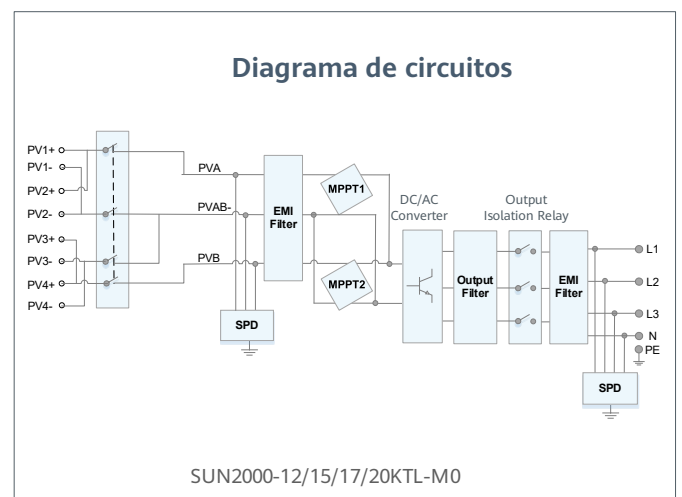 Diagrama de circuitos
PV1+
PV1-
PV2+
PV2-
PV3+
PV3-
PV4+
PV4-
PVA
PVAB-
PVB
SPD
EMI
Filter
MPPT1
MPPT2
DC/AC
Converter
Output
Filter
Output
Isolation Relay
EMI
Filter
L1
L2
L3
N
PE
SPD
SUN2000-12/15/17/20KTL-M0